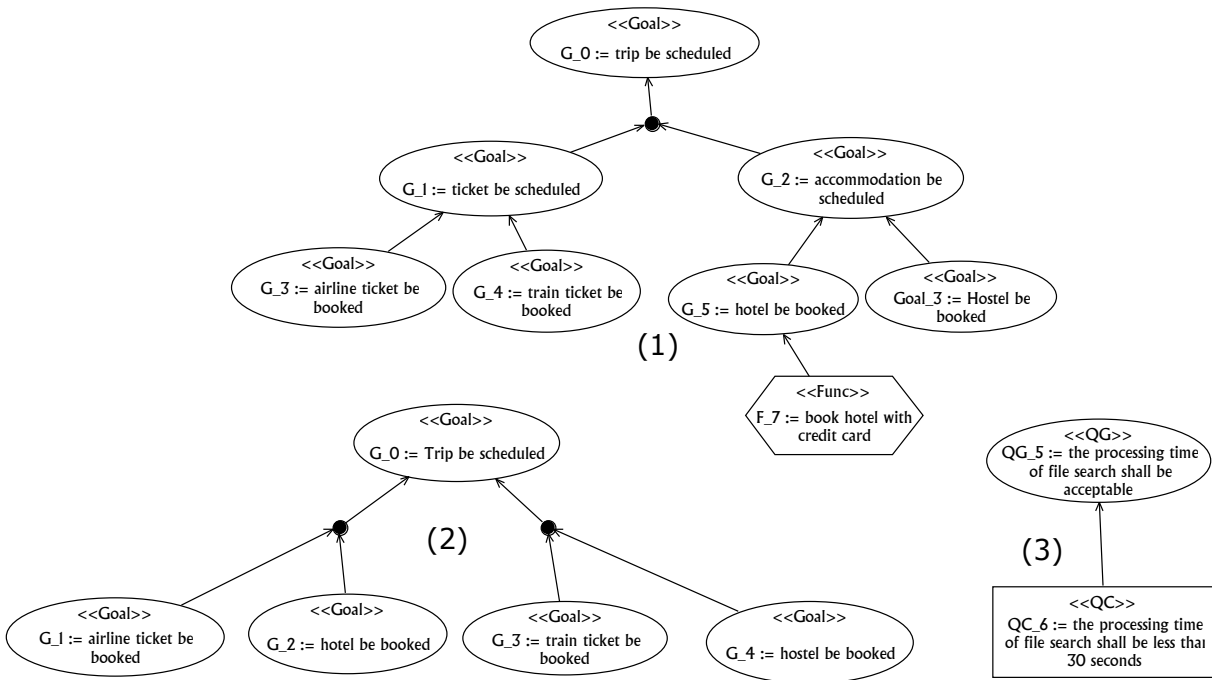 <<Goal>>
G_0 := trip be scheduled
<<Goal>>
G_1 := ticket be scheduled
<<Goal>>
G_2 := accommodation be
scheduled
<<Goal>>
G_3 := airline ticket be
booked
<<Goal>>
G_4 := train ticket be
booked
<<Goal>>
G_5 := hotel be booked
<<Goal>>
Goal_3 := Hostel be
booked
(1)
<<Func>>
F_7 := book hotel with
credit card
<<Goal>>
G_0 := Trip be scheduled
(2)
<<Goal>>
G_1 := airline ticket be
booked
<<Goal>>
G_2 := hotel be booked
<<Goal>>
G_3 := train ticket be
booked
<<Goal>>
G_4 := hostel be booked
<<QG>>
QG_5 := the processing time
of file search shall be
acceptable
(3)
<<QC>>
QC_6 := the processing time
of file search shall be less than
30 seconds